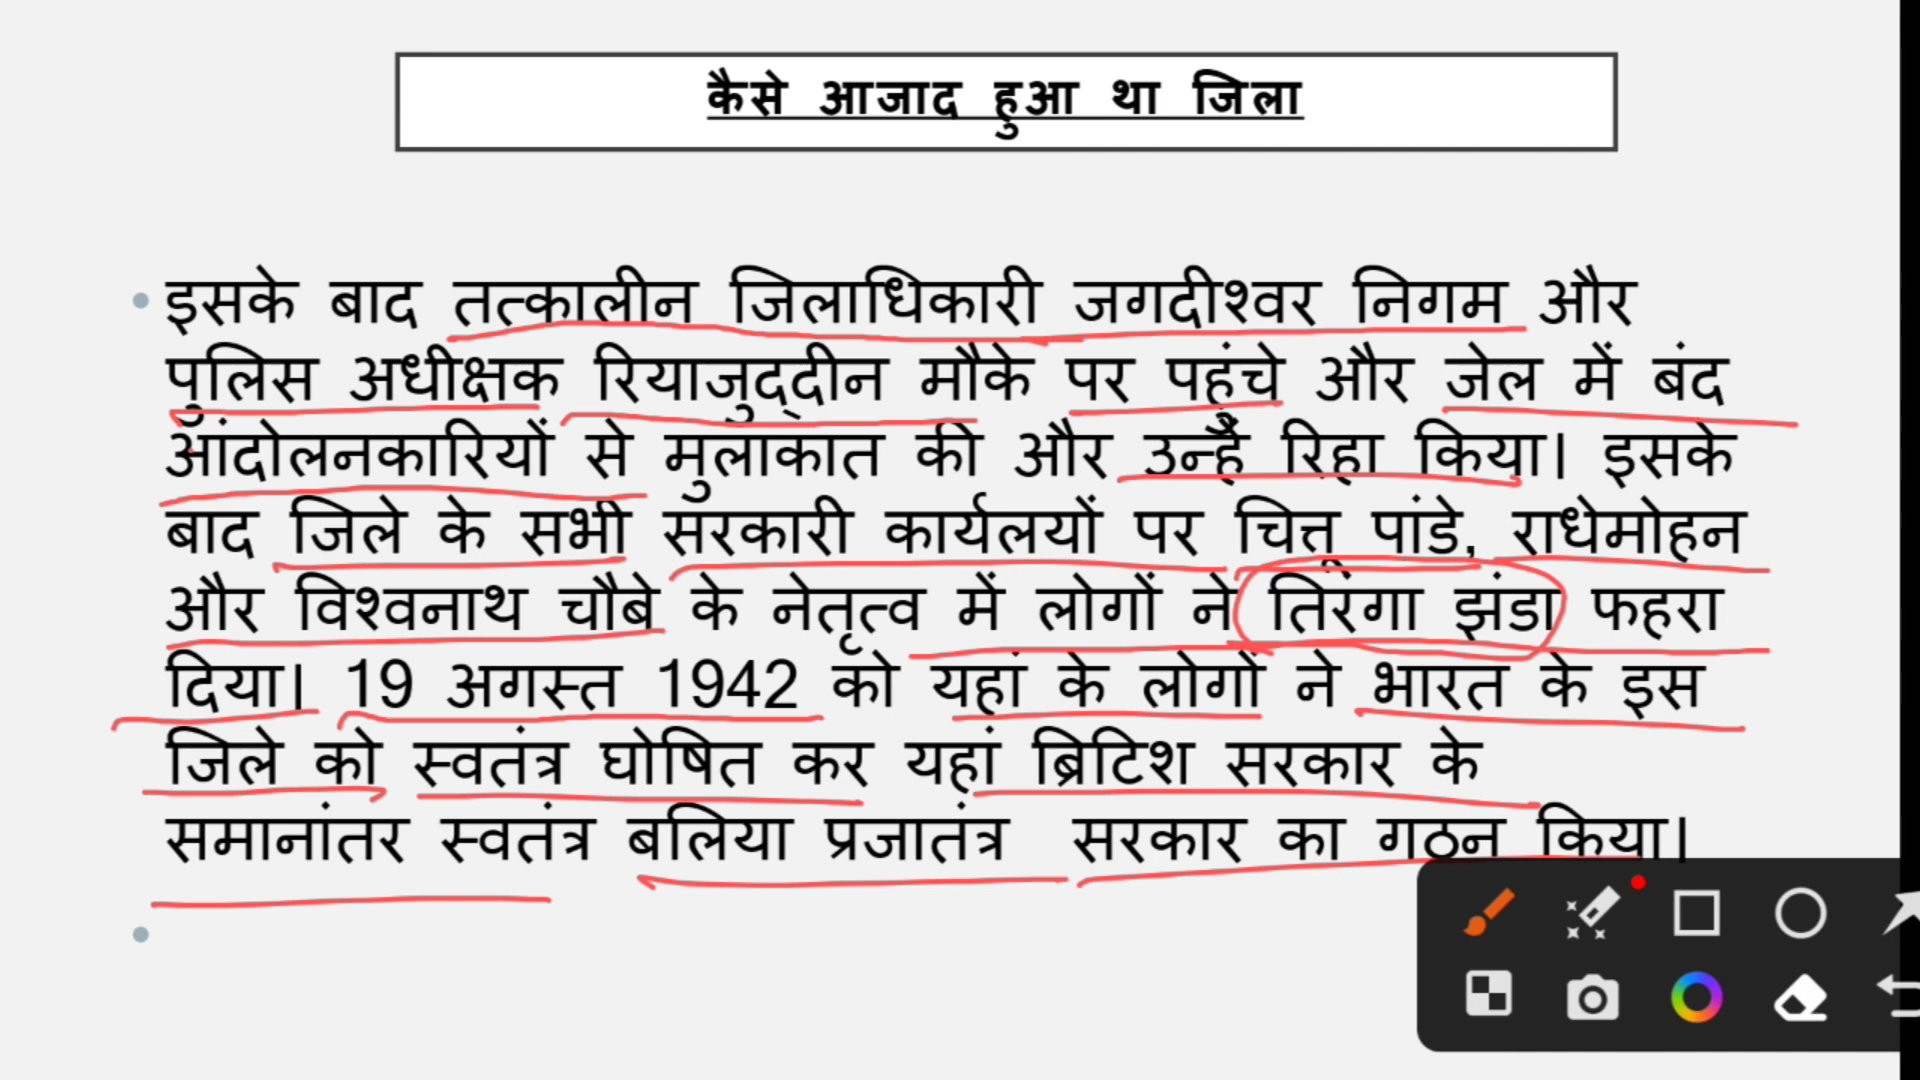 कैसे आजाद हुआ था जिला
इसके बाद तत्कालीन जिलाधिकारी जगदीश्वर निगम और
पुलिस अधीक्षक रियाजुद्दीन मौके पर पहुंचे और जेल में बंद
आंदोलनकारियों से मुलाकात की और उन्हें रिहा किया। इसके
बाद जिले के सभी सरकारी कार्यलयों पर चित्तू पांडे, राधेमोहन
और विश्वनाथ चौबे के नेतृत्व में लोगों ने तिरंगा झंडा फहरा
दिया। 19 अगस्त 1942 को यहां के लोगों ने भारत के इस
जिले को स्वतंत्र घोषित कर यहां ब्रिटिश सरकार के
समानांतर स्वतंत्र बलिया प्रजातंत्र सरकार का गठन किया।